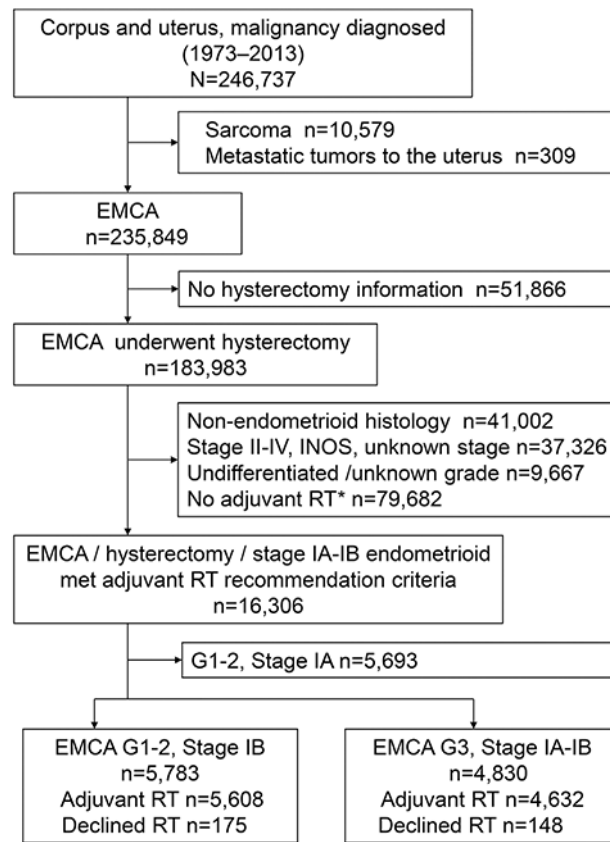 Corpus and uterus, malignancy diagnosed
(1973–2013)
N=246,737
Sarcoma n=10,579
Metastatic tumors to the uterus n=309
EMCA
n=235,849
No hysterectomy information n=51,866
EMCA underwent hysterectomy
n=183,983
Non-endometrioid histology n=41,002
Stage II-IV, INOS, unknown stage n=37,326
Undifferentiated /unknown grade n=9,667
No adjuvant RT* n=79,682
EMCA / hysterectomy / stage IA-IB endometrioid
met adjuvant RT recommendation criteria
n=16,306
G1-2, Stage IA n=5,693
EMCA G1-2, Stage IB
n=5,783
Adjuvant RT n=5,608
Declined RT n=175
EMCA G3, Stage IA-IB
n=4,830
Adjuvant RT n=4,632
Declined RT n=148